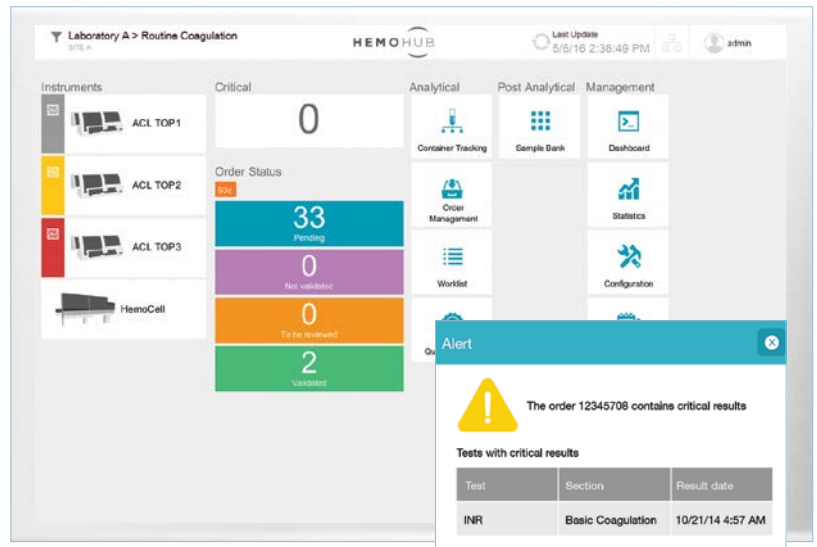 Laboratory A > Routine Coagulation
SITE A
HEMOHUB
Last Update
5/6/16 2:36:49 PM
admin
Instruments
Critical
Analytical
Post Analytical
Management
ACL TOP1
ACL TOP2
ACL TOP3
HemoCell
0
Order Status
60d
33
Pending
0
Not validated
0
To be reviewed
2
Validated
Container Tracking
Sample Bank
Dashboard
Order
Management
Statistics
Worklist
Configuration
Qu
Alert
The order 12345708 contains critical results
Tests with critical results
Test Section Result date
INR Basic Coagulation 10/21/14 4:57 AM